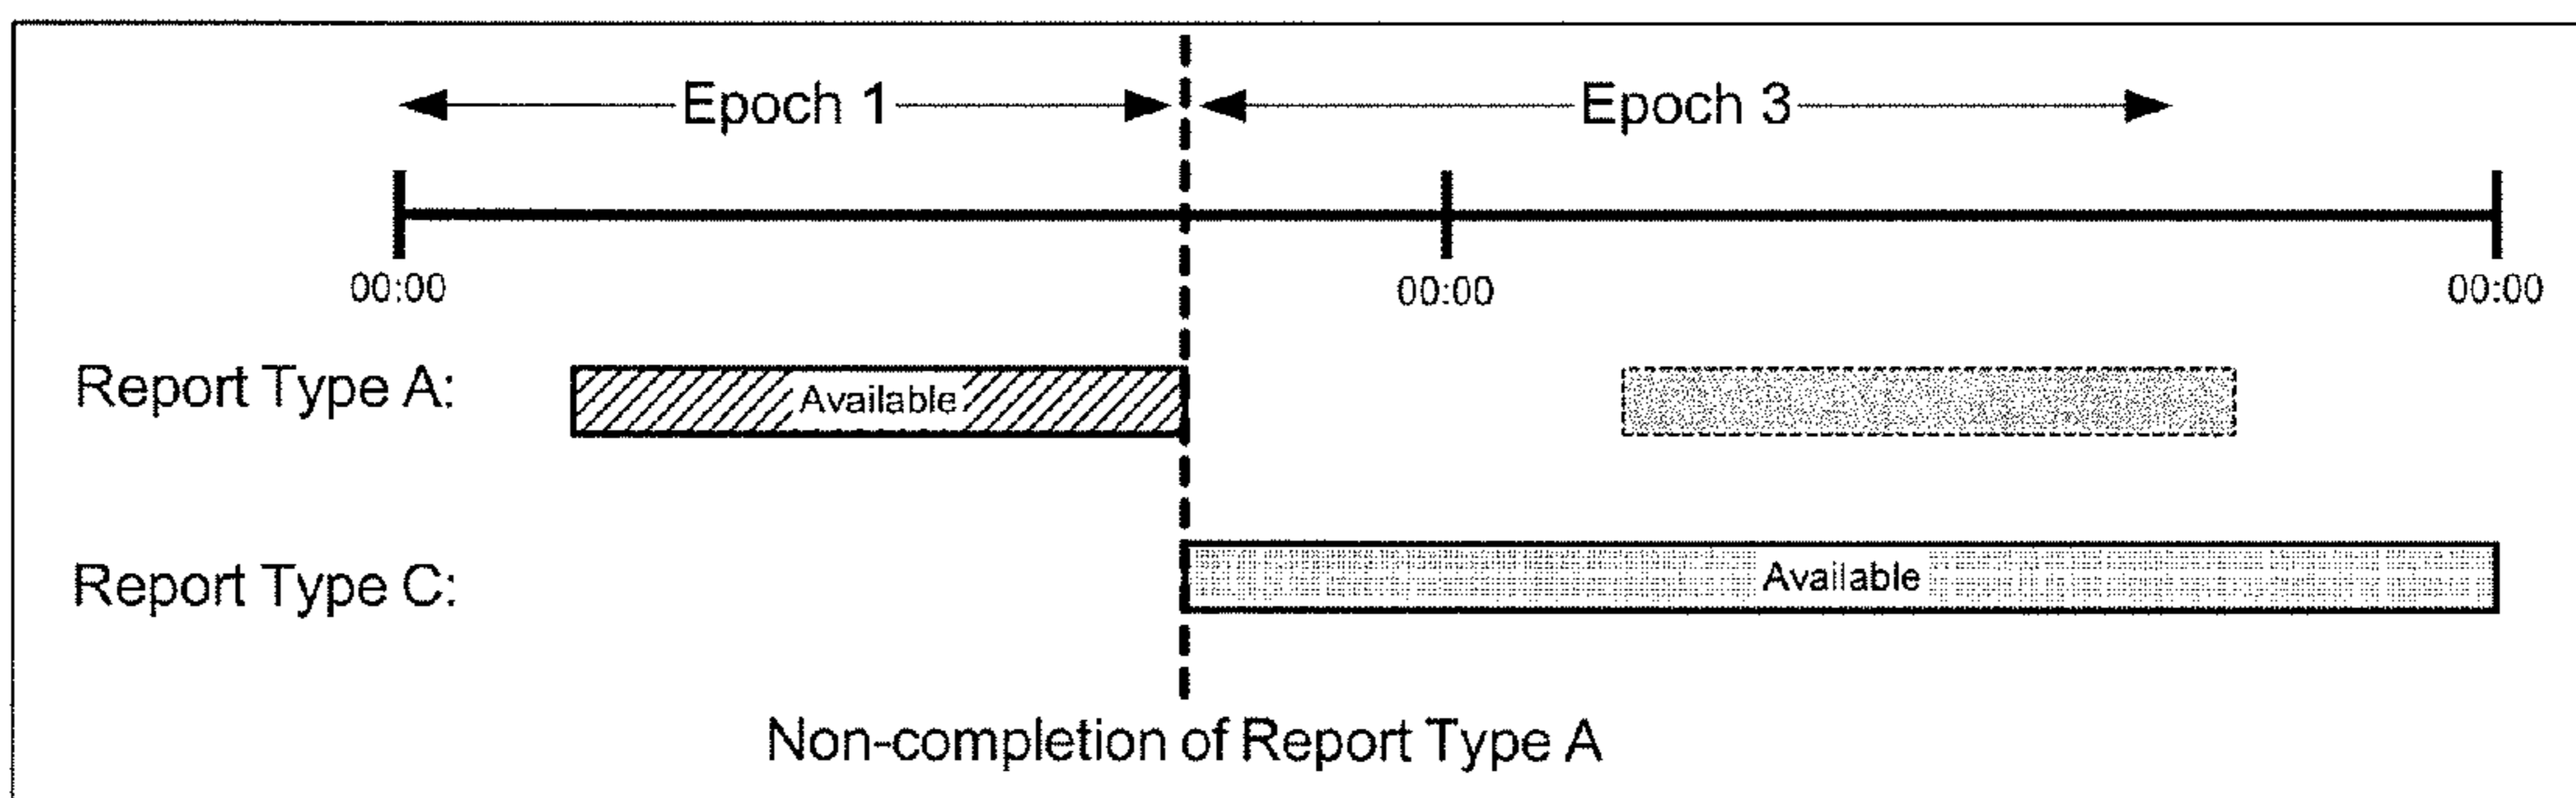 Epoch 1 Epoch 3
00:00 00:00 00:00
Report Type A: Available
Report Type C: Available
Non-completion of Report Type A